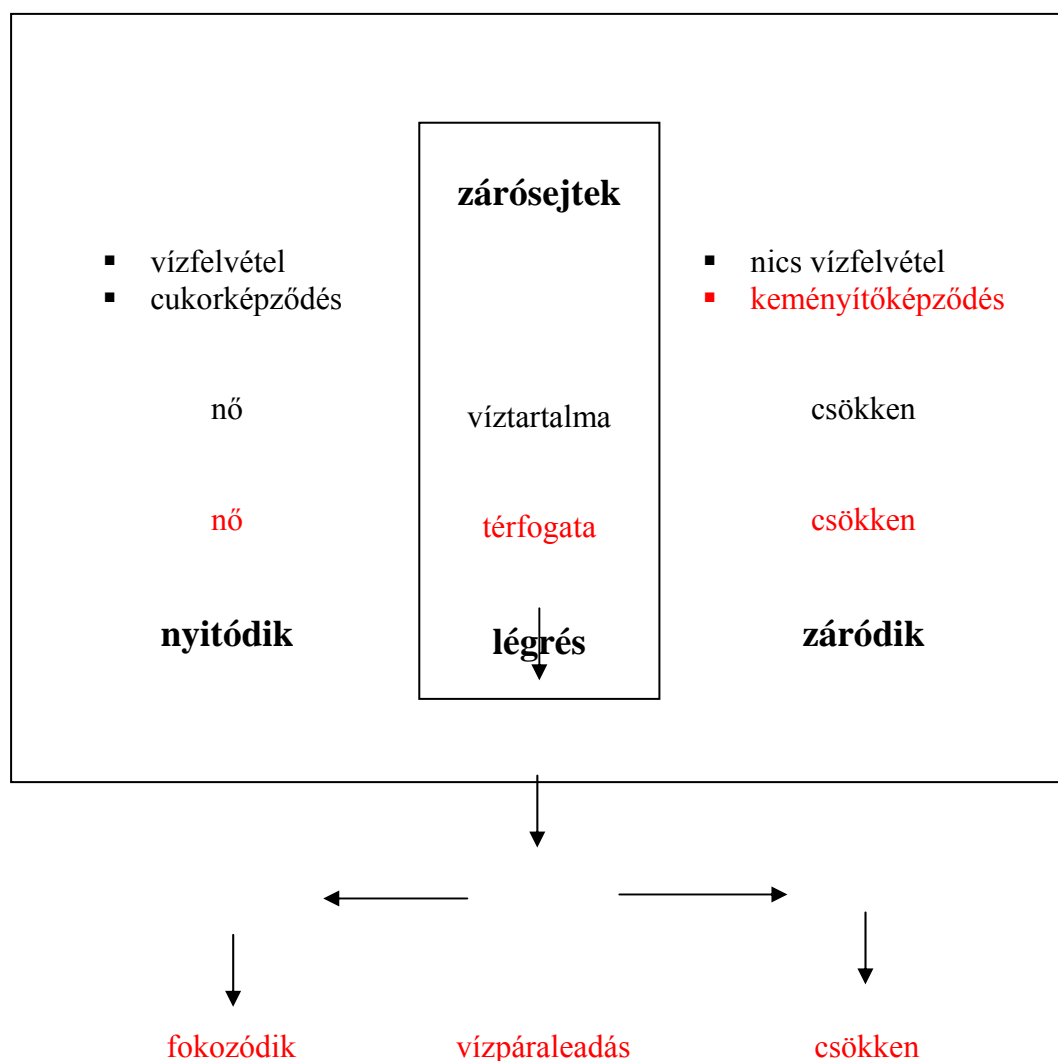 zárósejtek
▪ vízfelvétel ▪ nics vízfelvétel
▪ cukorképződés ▪ keményítőképződés
nő víztartalma csökken
nő térfogata csökken
nyitódik légrés záródik
fokozódik vízpáraleadás csökken